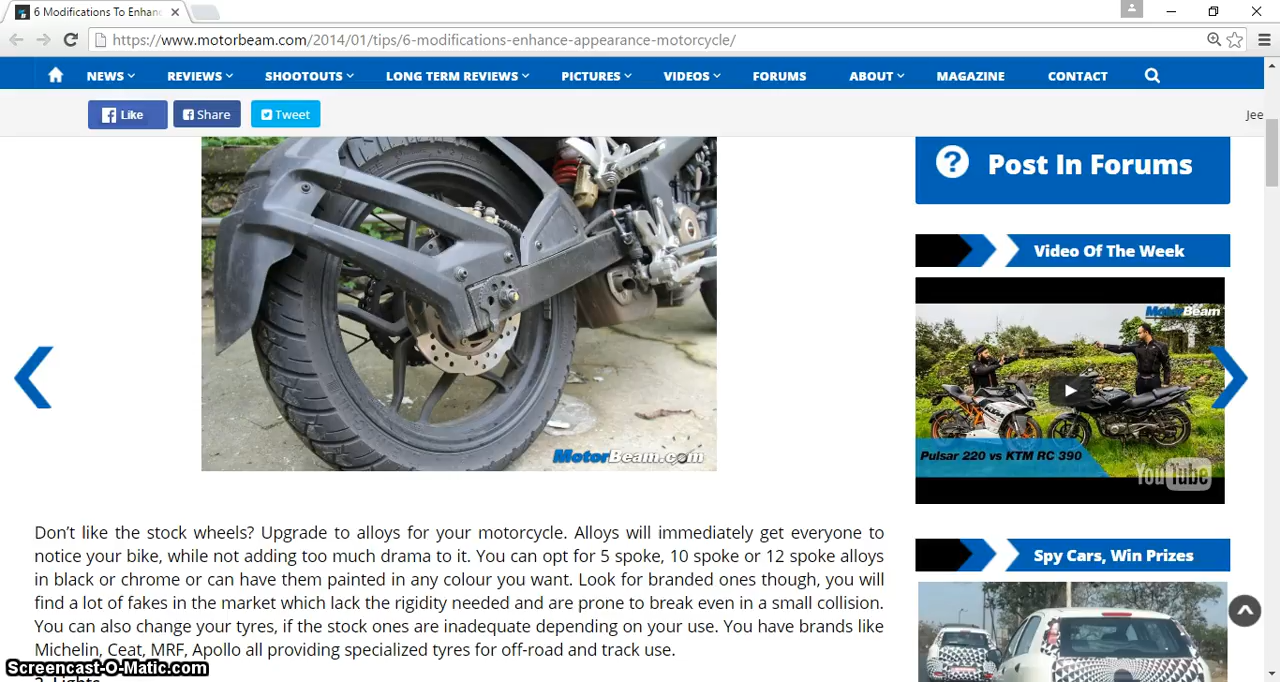 6 Modifications To Enhanc
https://www.motorbeam.com/2014/01/tips/6-modifications-enhance-appearance-motorcycle/
NEWS REVIEWS SHOOTOUTS LONG TERM REVIEWS PICTURES VIDEOS FORUMS ABOUT MAGAZINE CONTACT
Like Share Tweet
Jee
Post In Forums
Video Of The Week
MotorBeam
Pulsar 220 vs KTM RC 390
YouTube
MotorBeam.com
Don’t like the stock wheels? Upgrade to alloys for your motorcycle. Alloys will immediately get everyone to
notice your bike, while not adding too much drama to it. You can opt for 5 spoke, 10 spoke or 12 spoke alloys
in black or chrome or can have them painted in any colour you want. Look for branded ones though, you will
find a lot of fakes in the market which lack the rigidity needed and are prone to break even in a small collision.
You can also change your tyres, if the stock ones are inadequate depending on your use. You have brands like
Michelin, Ceat, MRF, Apollo all providing specialized tyres for off-road and track use.
2. Lights
Spy Cars, Win Prizes
Screencast-O-Matic.com